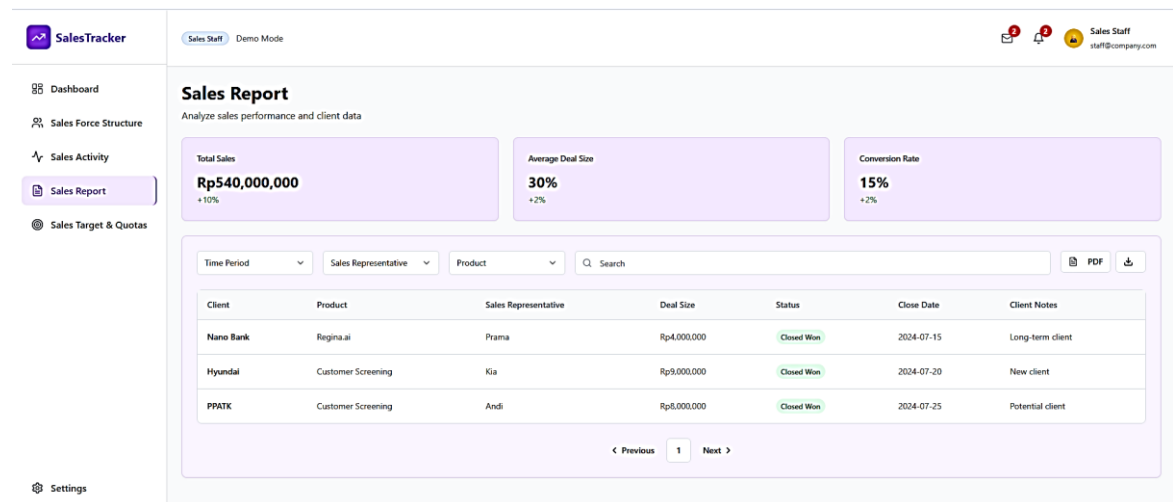 SalesTracker
Sales Staff Demo Mode
2
2
Sales Staff
staff@company.com
Dashboard
Sales Force Structure
Sales Activity
Sales Report
Sales Target & Quotas
Settings
Sales Report
Analyze sales performance and client data
Total Sales
Rp540,000,000
+10%
Average Deal Size
30%
+2%
Conversion Rate
15%
+2%
Time Period Sales Representative Product Search PDF
Client Product Sales Representative Deal Size Status Close Date Client Notes
Nano Bank Regina.ai Prama Rp4,000,000 Closed Won 2024-07-15 Long-term client
Hyundai Customer Screening Kia Rp9,000,000 Closed Won 2024-07-20 New client
PPATK Customer Screening Andi Rp8,000,000 Closed Won 2024-07-25 Potential client
Previous 1 Next